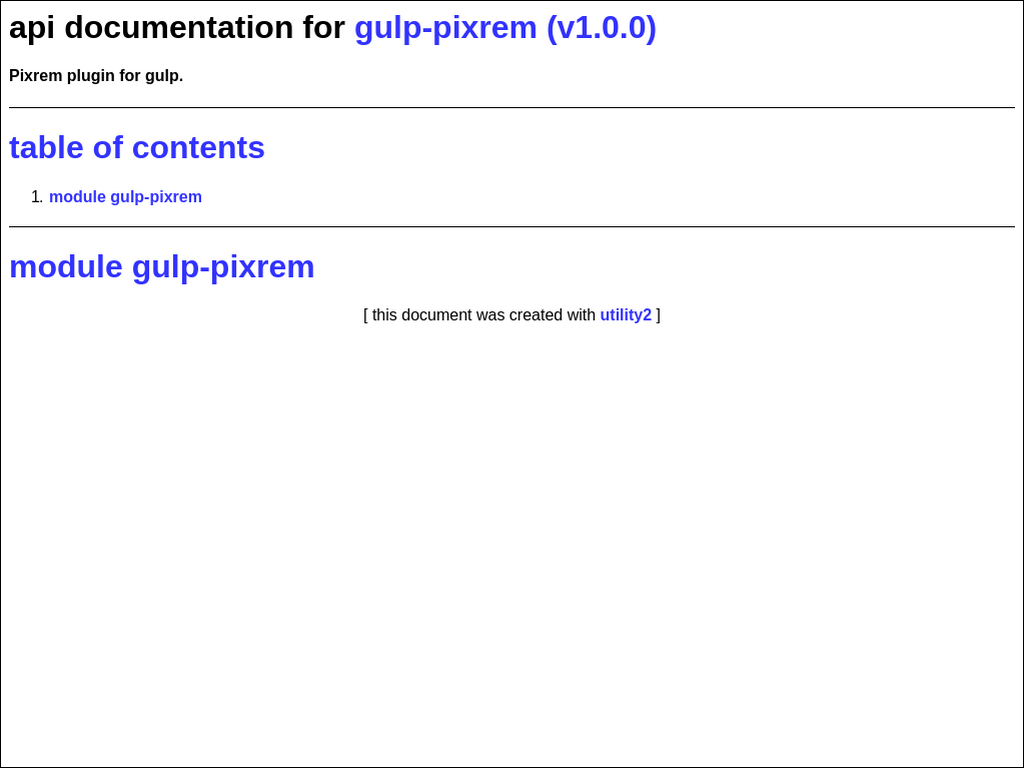 api documentation for gulp-pixrem (v1.0.0)
Pixrem plugin for gulp.
table of contents
1. module gulp-pixrem
module gulp-pixrem
[ this document was created with utility2 ]